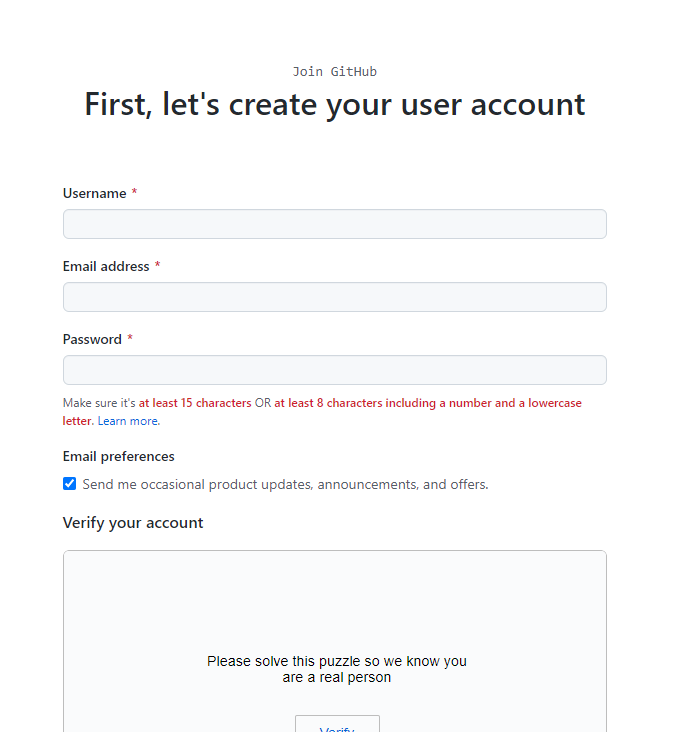 Join GitHub
First, let's create your user account
Username *
Email address *
Password *
Make sure it's at least 15 characters OR at least 8 characters including a number and a lowercase
letter. Learn more.
Email preferences
Send me occasional product updates, announcements, and offers.
Verify your account
Please solve this puzzle so we know you
are a real person
Verify